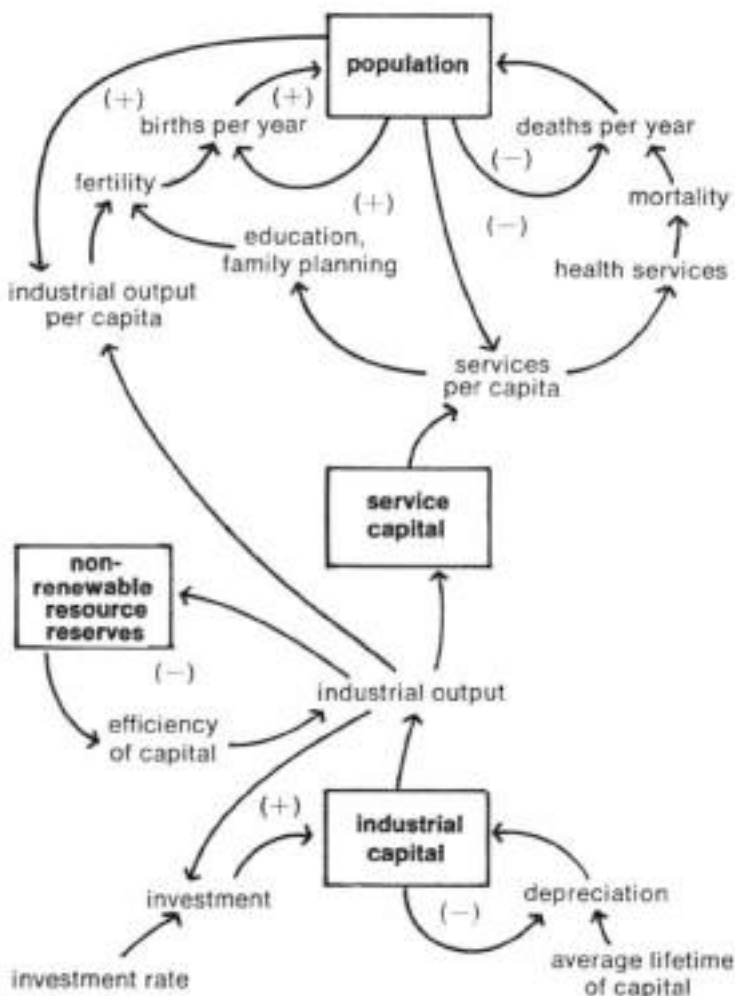 population
(+)
(+)
births per year
deaths per year
(−)
fertility
(+)
mortality
(−)
education,
family planning
health services
industrial output
per capita
services
per capita
service
capital
non-
renewable
resource
reserves
(−)
industrial output
efficiency
of capital
(+)
industrial
capital
investment
(−)
depreciation
investment rate
average lifetime
of capital